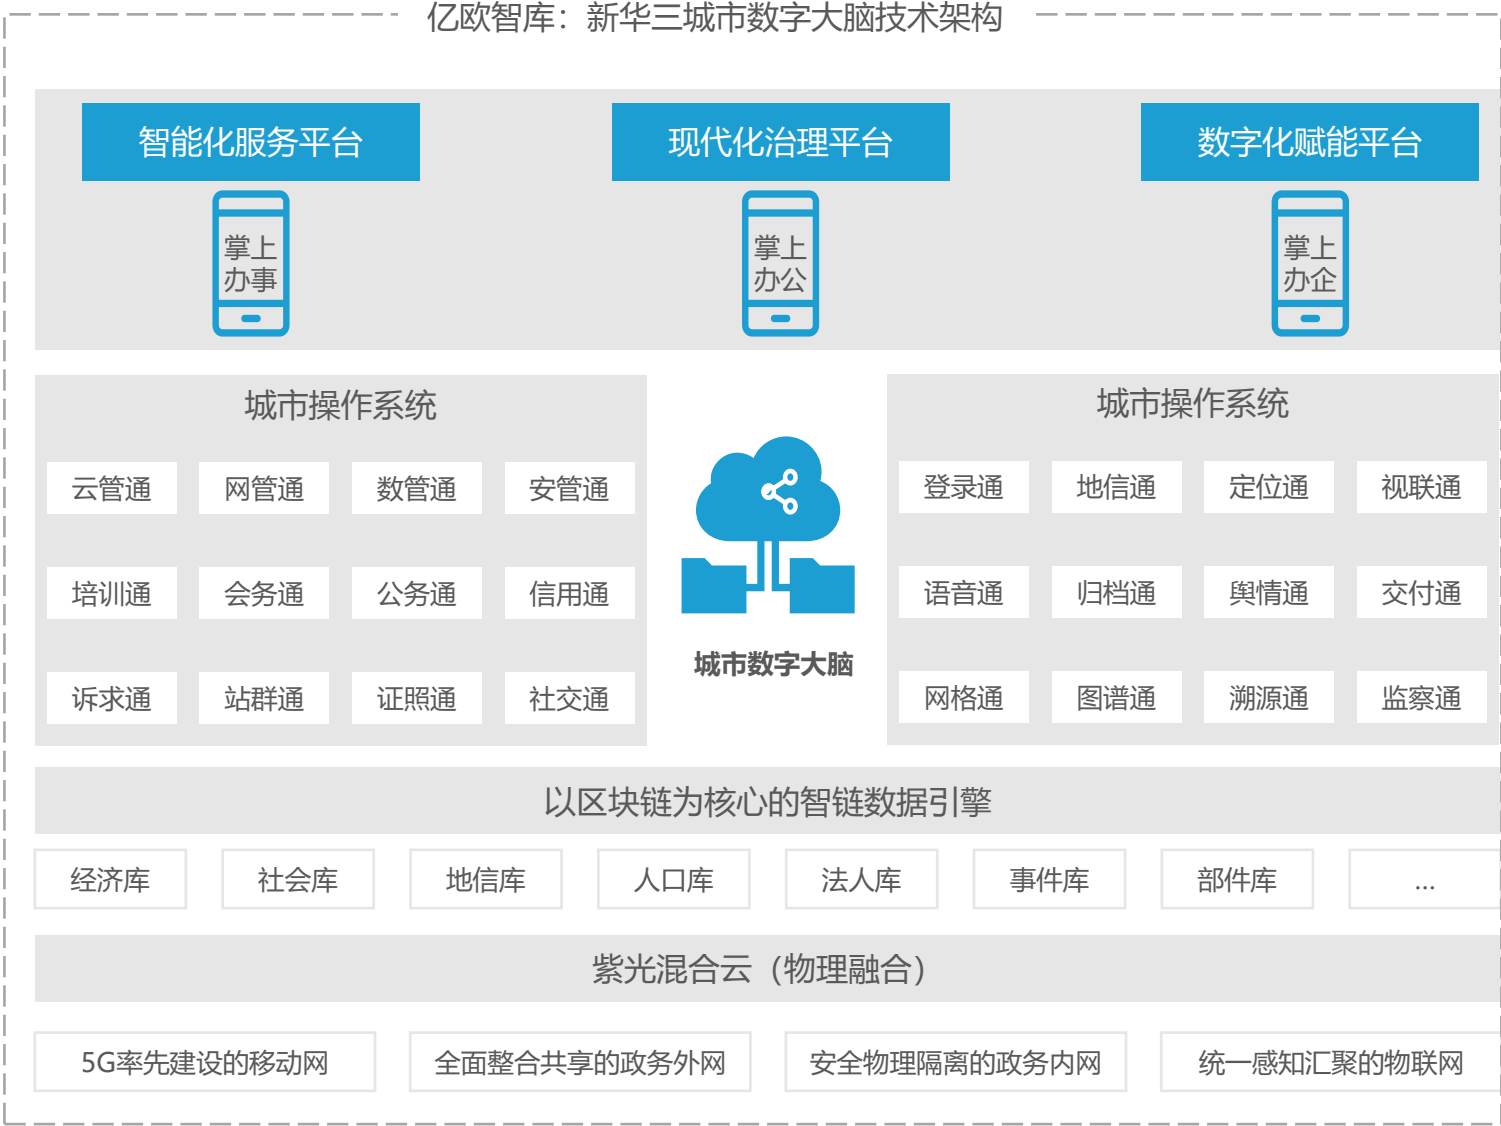 亿欧智库：新华三城市数字大脑技术架构
智能化服务平台
现代化治理平台
数字化赋能平台
掌上
办事
掌上
办公
掌上
办企
城市操作系统
云管通
网管通
数管通
安管通
培训通
会务通
公务通
信用通
诉求通
站群通
证照通
社交通
城市数字大脑
城市操作系统
登录通
地信通
定位通
视联通
语音通
归档通
舆情通
交付通
网格通
图谱通
溯源通
监察通
以区块链为核心的智链数据引擎
经济库
社会库
地信库
人口库
法人库
事件库
部件库
...
紫光混合云（物理融合）
5G率先建设的移动网
全面整合共享的政务外网
安全物理隔离的政务内网
统一感知汇聚的物联网